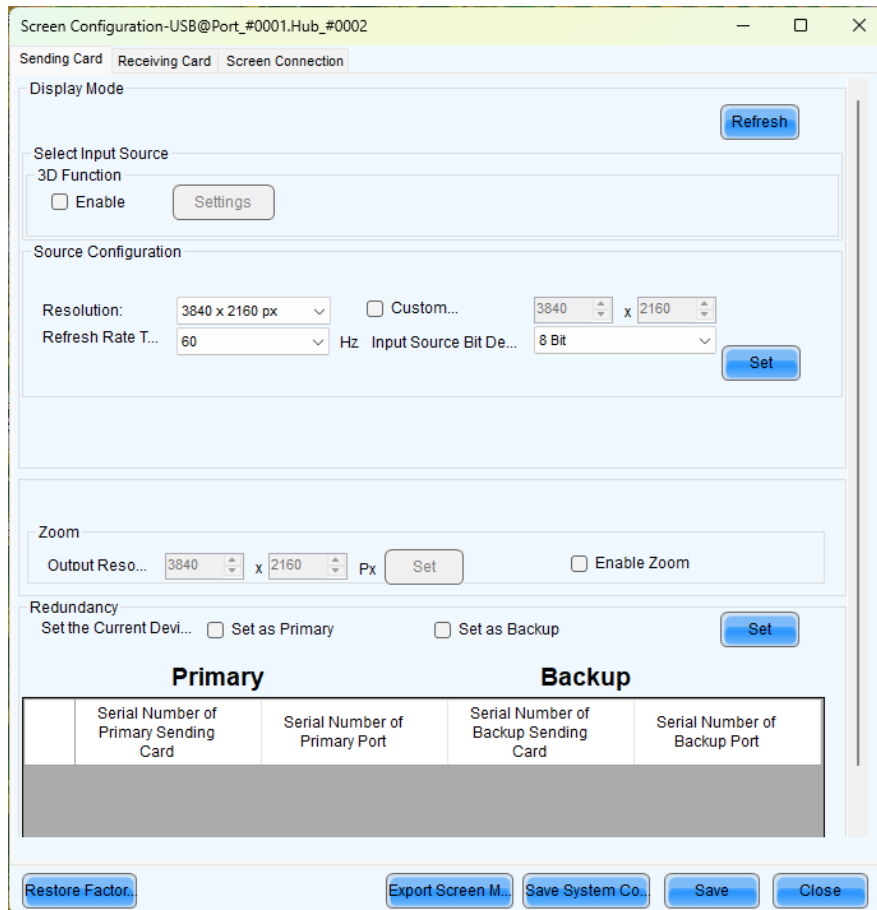 Screen Configuration-USB@Port_#0001.Hub_#0002
Sending Card Receiving Card Screen Connection
Display Mode
Refresh
Select Input Source
3D Function
Enable Settings
Source Configuration
Resolution: 3840 x 2160 px Custom... 3840 x 2160
Refresh Rate T... 60 Hz Input Source Bit De... 8 Bit
Set
Zoom
Output Reso... 3840 x 2160 Px Set Enable Zoom
Redundancy
Set the Current Devi... Set as Primary Set as Backup Set
Primary Backup
Serial Number of Primary Sending Card Serial Number of Primary Port Serial Number of Backup Sending Card Serial Number of Backup Port
Restore Factor... Export Screen M... Save System Co... Save Close